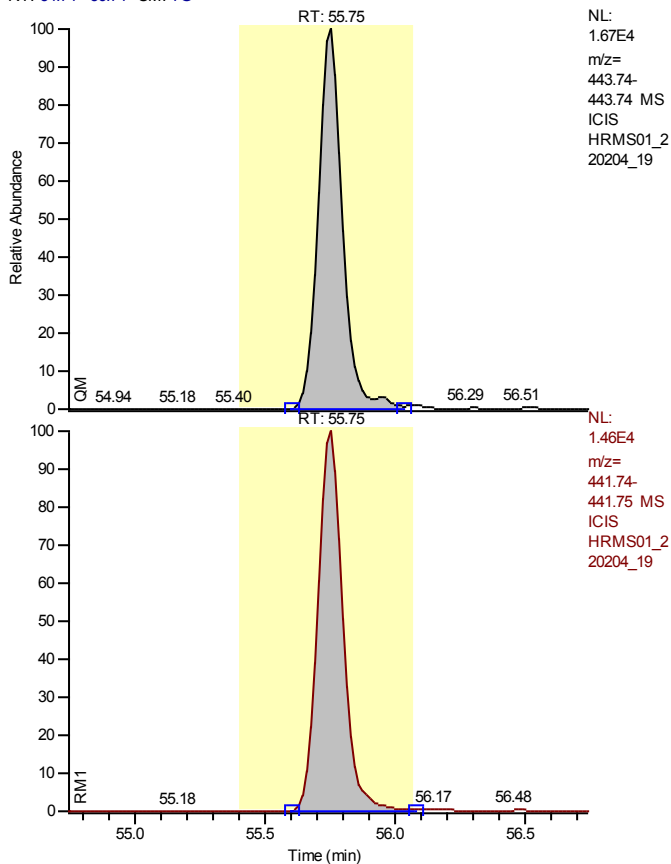 RT: 55.75
NL:
1.67E4
m/z=
443.74-
443.74 MS
ICIS
HRMS01_2
20204_19
100
90
80
70
60
50
40
30
20
10
0
Relative Abundance
QM
54.94 55.18 55.40 56.29 56.51
RT: 55.75
NL:
1.46E4
m/z=
441.74-
441.75 MS
ICIS
HRMS01_2
20204_19
100
90
80
70
60
50
40
30
20
10
0
RM1
55.18 56.17 56.48
55.0 55.5 56.0 56.5
Time (min)